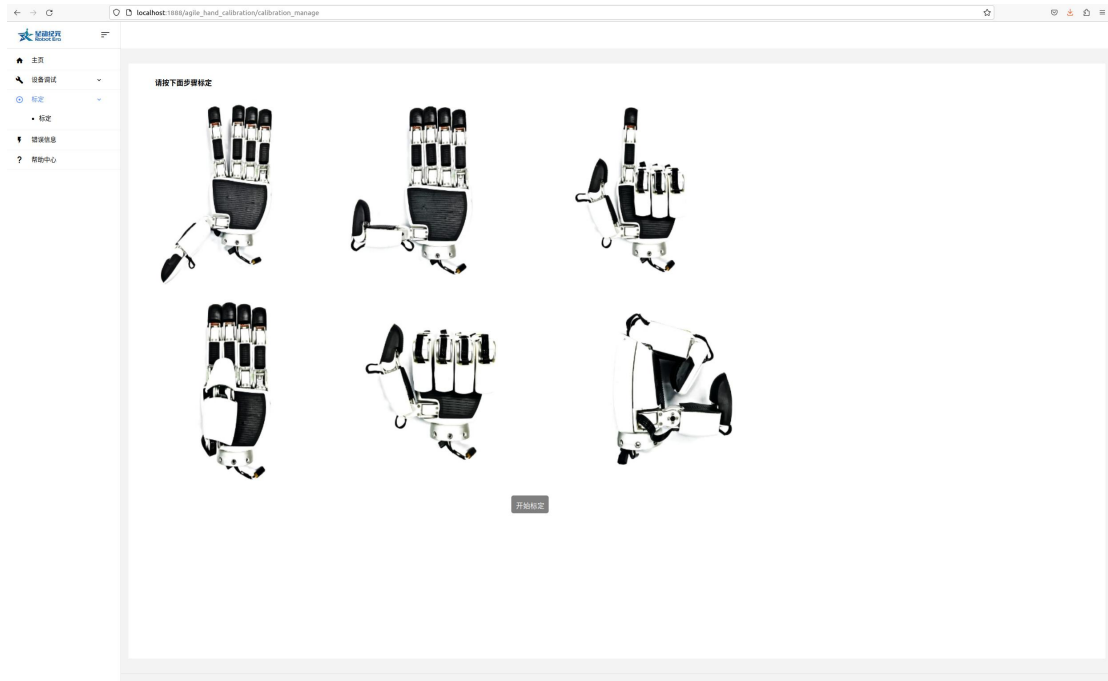 localhost:1888/agile_hand_calibration/calibration_manage
星动纪元
Robot Era
主页
设备调试
标定
标定
错误信息
帮助中心
请按下面步骤标定
开始标定